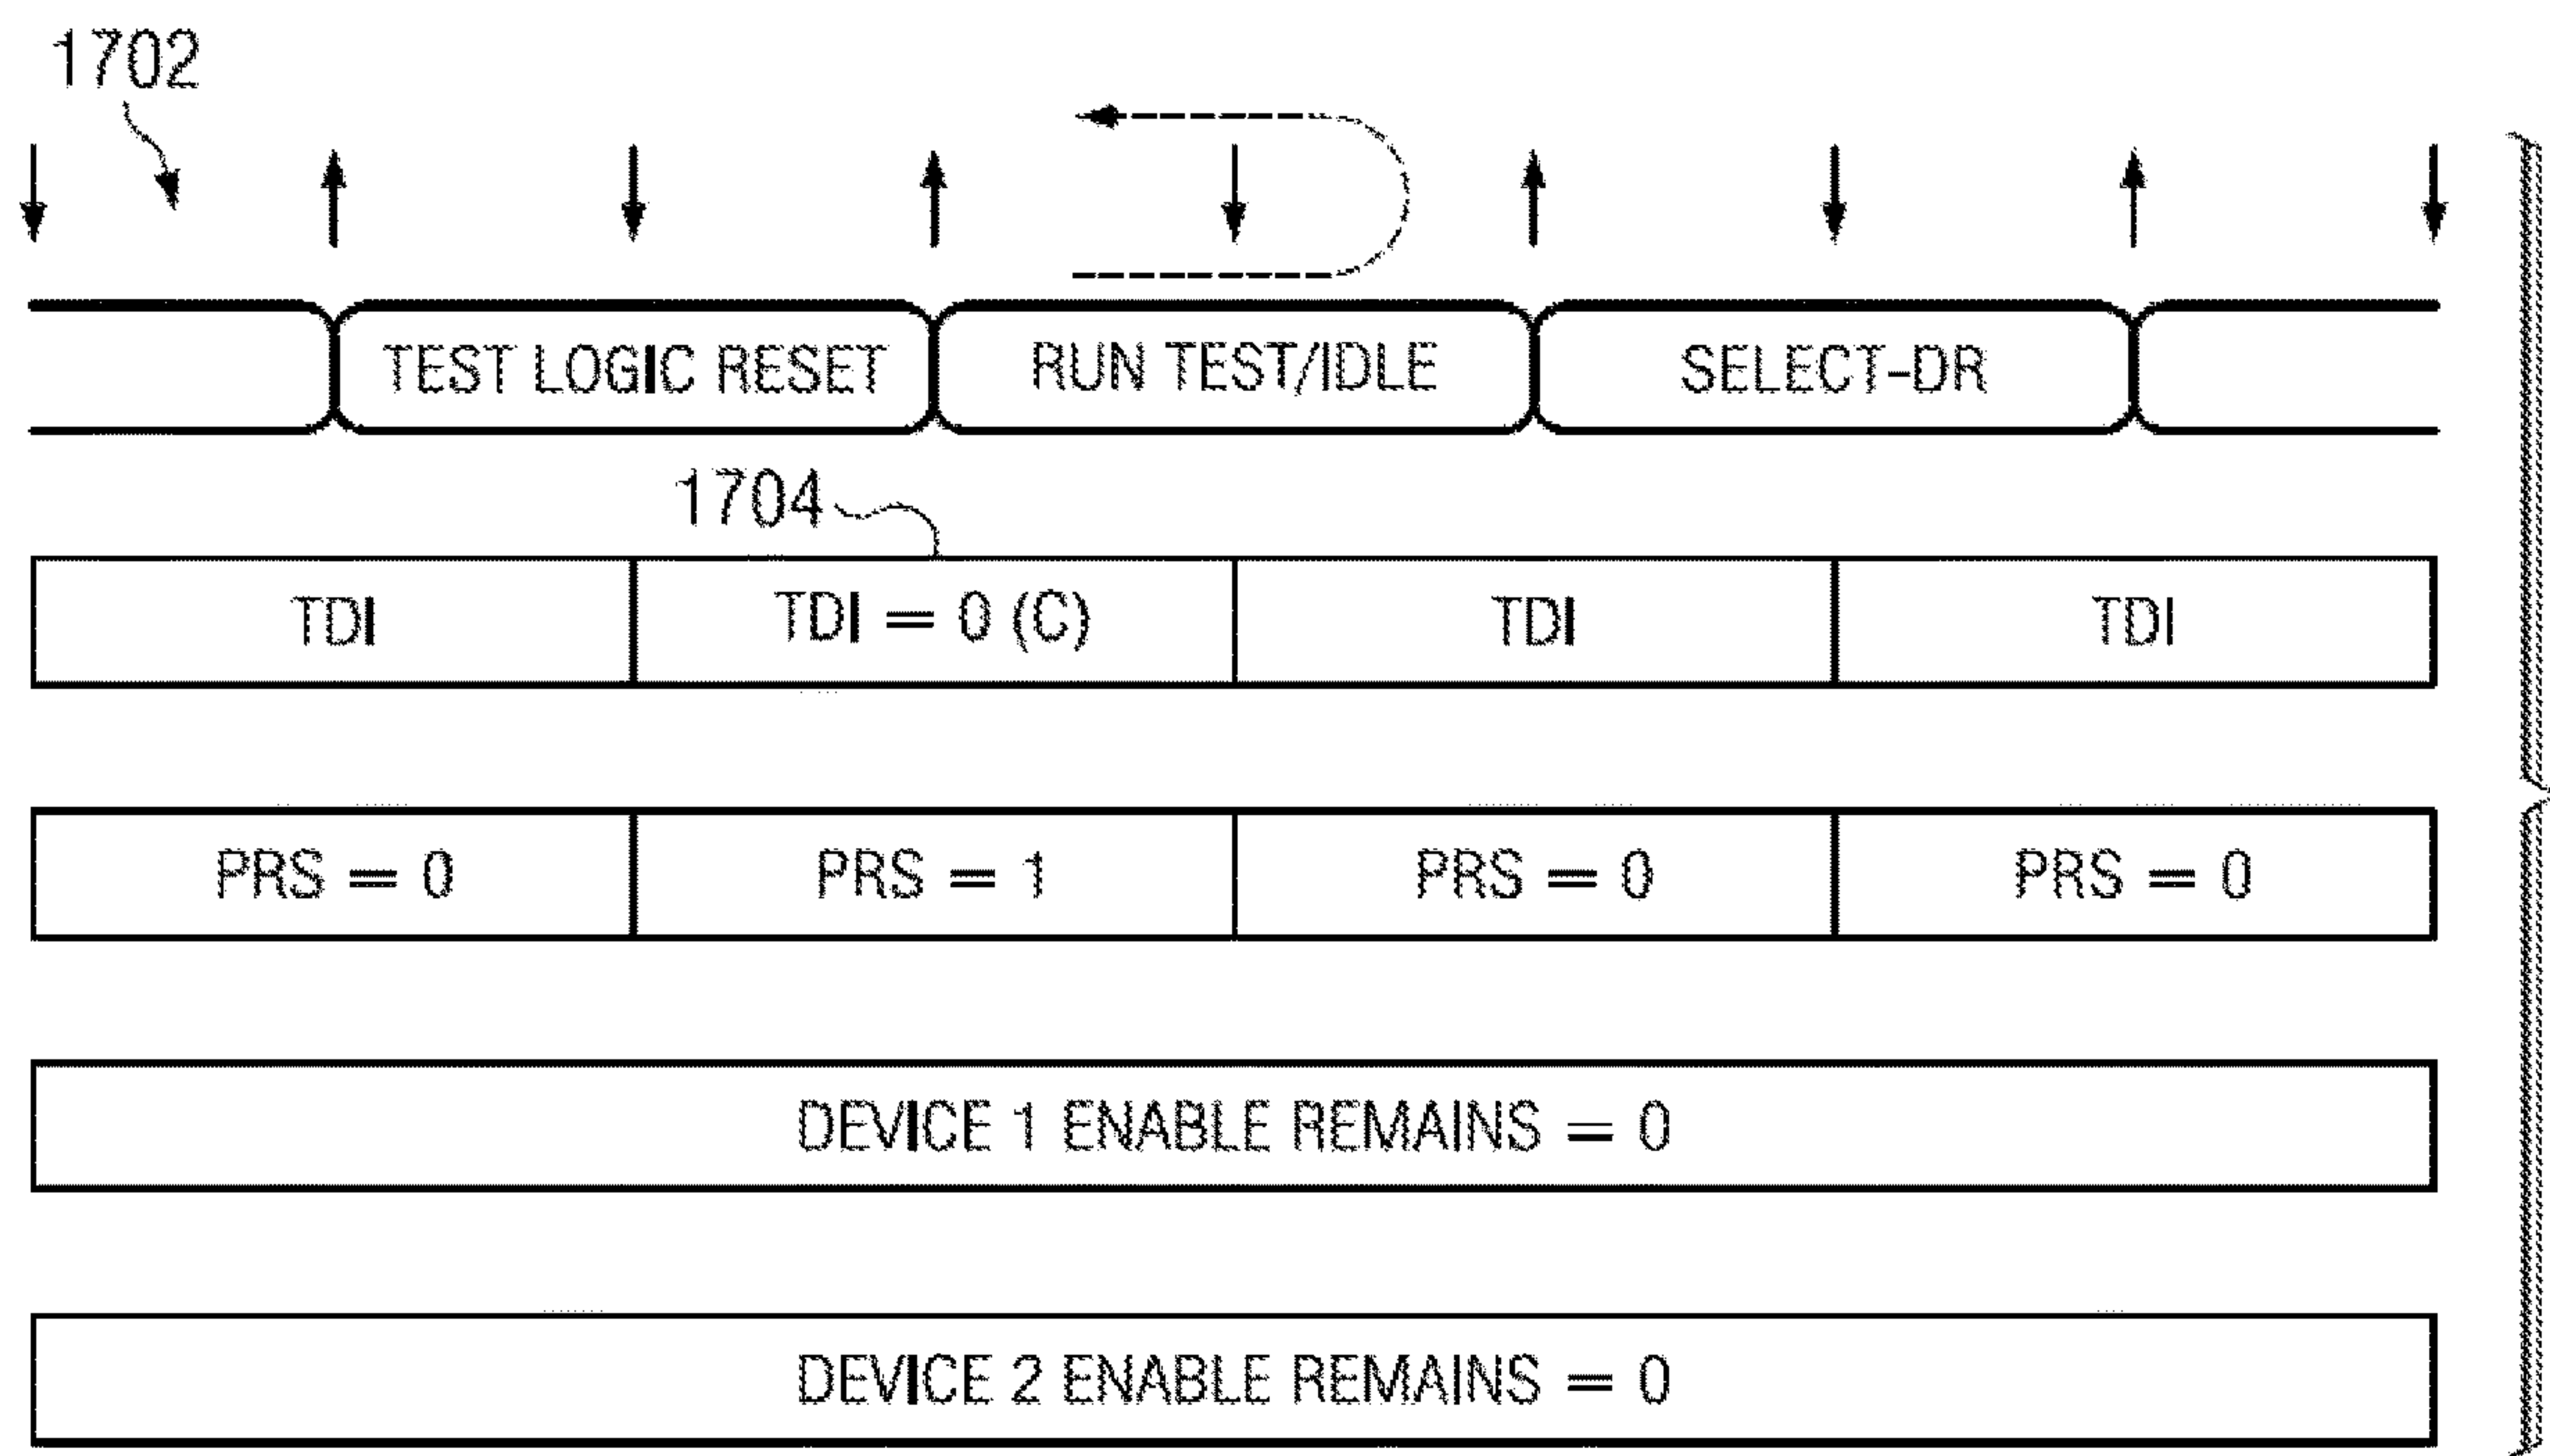 1702
TEST LOGIC RESET RUN TEST/IDLE SELECT-DR
1704
TDI TDI = 0 (C) TDI TDI
PRS = 0 PRS = 1 PRS = 0 PRS = 0
DEVICE 1 ENABLE REMAINS = 0
DEVICE 2 ENABLE REMAINS = 0